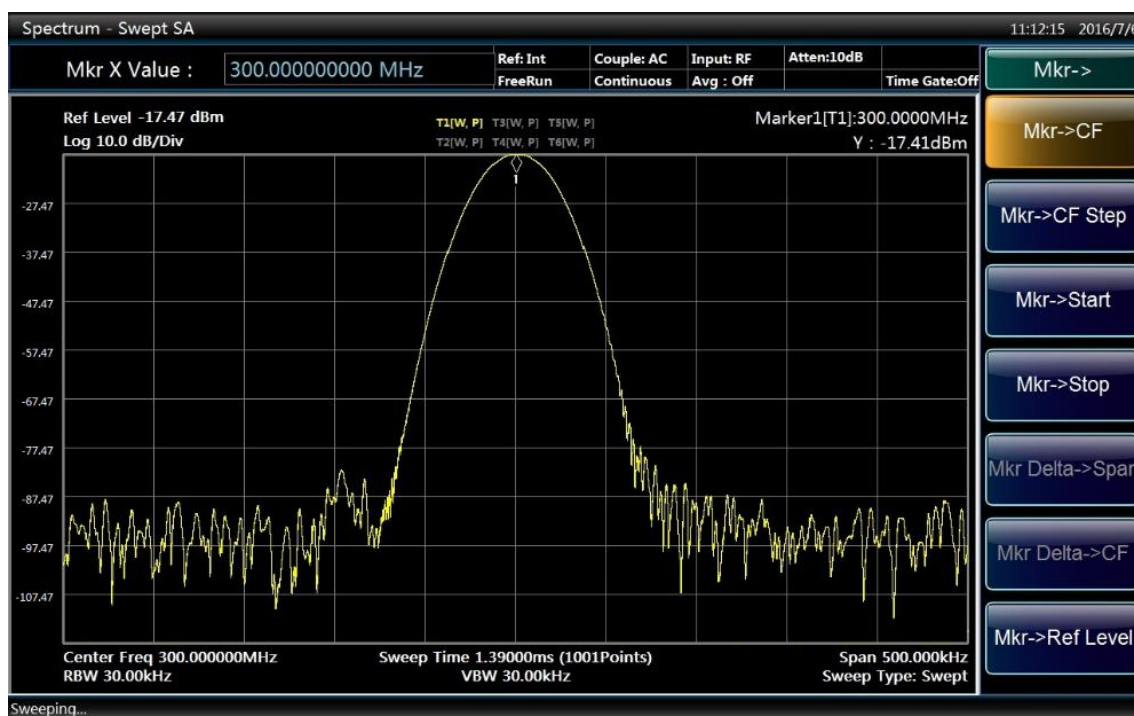 Spectrum - Swept SA
11:12:15 2016/7/6
Mkr X Value :
300.000000000 MHz
Ref: Int
Couple: AC
Input: RF
Atten:10dB
FreeRun
Continuous
Avg : Off
Time Gate:Off
Mkr->
Ref Level -17.47 dBm
Log 10.0 dB/Div
T1[W, P] T3[W, P] T5[W, P]
T2[W, P] T4[W, P] T6[W, P]
Marker1[T1]:300.0000MHz
Y : -17.41dBm
1
-27.47
-37.47
-47.47
-57.47
-67.47
-77.47
-87.47
-97.47
-107.47
Center Freq 300.000000MHz
Sweep Time 1.39000ms (1001Points)
Span 500.000kHz
RBW 30.00kHz
VBW 30.00kHz
Sweep Type: Swept
Mkr->CF
Mkr->CF Step
Mkr->Start
Mkr->Stop
Mkr Delta->Span
Mkr Delta->CF
Mkr->Ref Level
Sweeping...